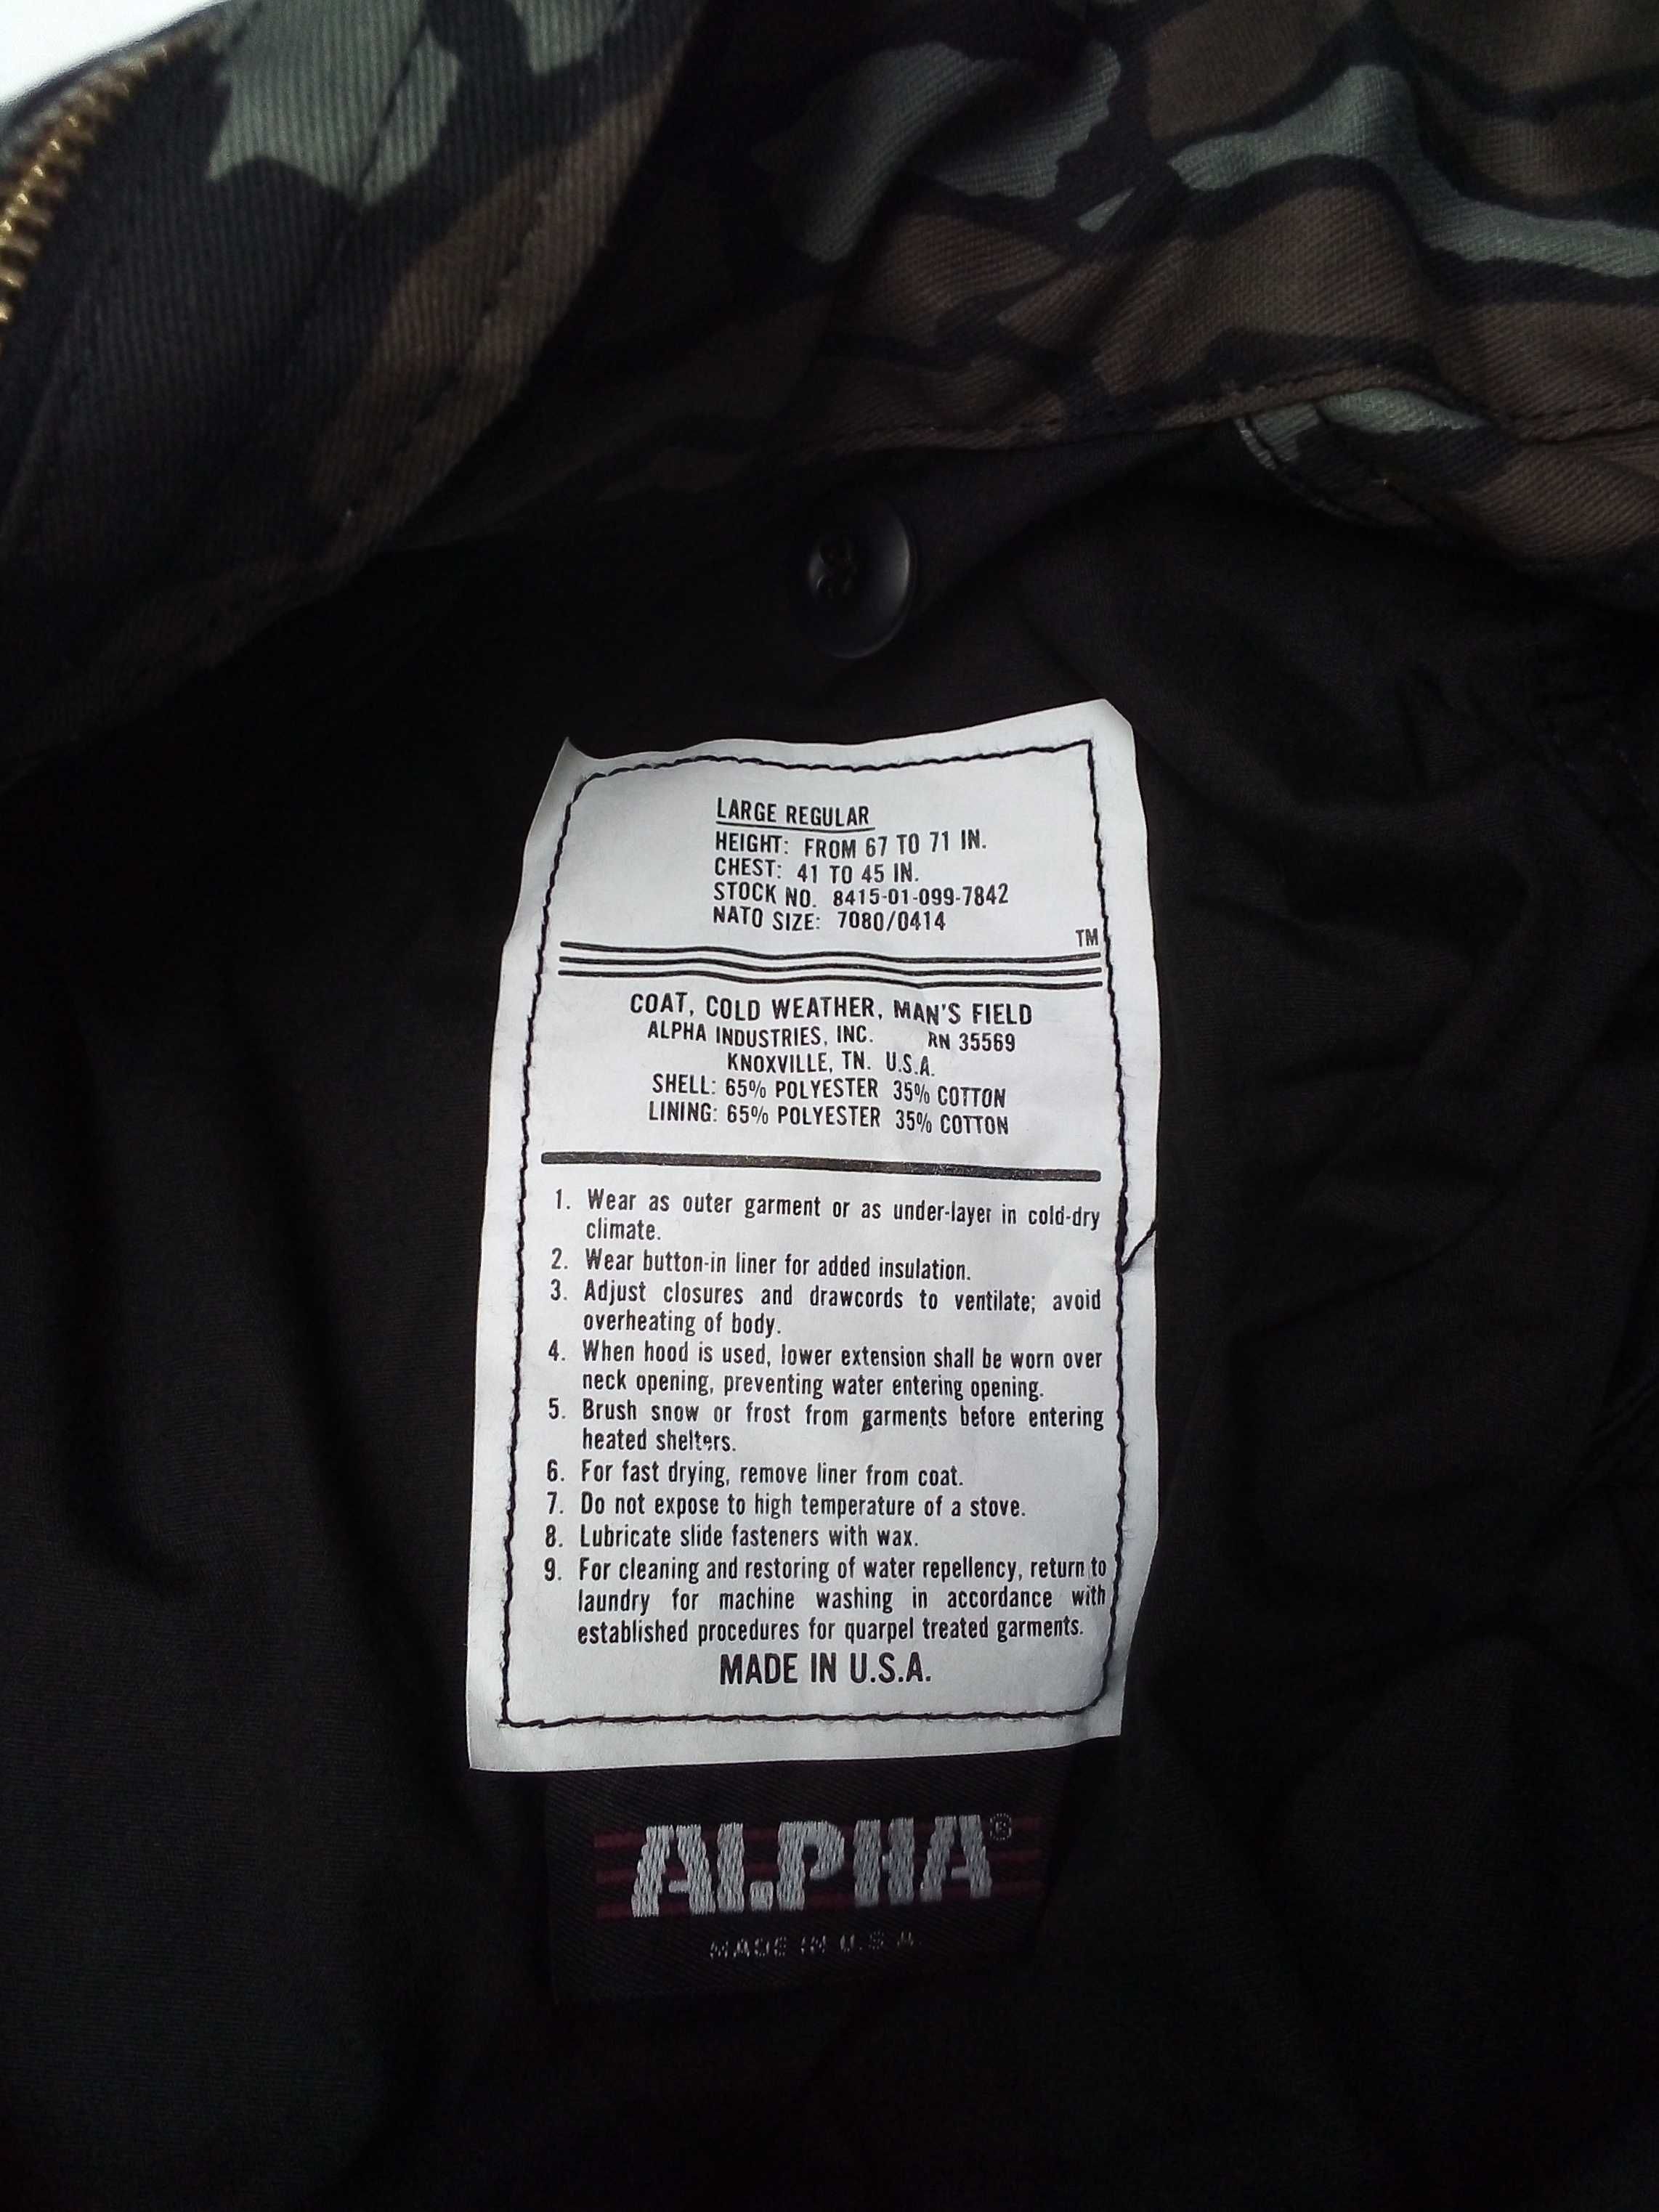 LARGE REGULAR
HEIGHT: FROM 67 TO 71 IN.
CHEST: 41 TO 45 IN.
STOCK NO. 8415-01-099-7842
NATO SIZE: 7080/0414
TM
COAT, COLD WEATHER, MAN'S FIELD
ALPHA INDUSTRIES, INC. RN 35569
KNOXVILLE, TN. U.S.A.
SHELL: 65% POLYESTER 35% COTTON
LINING: 65% POLYESTER 35% COTTON
1. Wear as outer garment or as under-layer in cold-dry
climate.
2. Wear button-in liner for added insulation.
3. Adjust closures and drawcords to ventilate; avoid
overheating of body.
4. When hood is used, lower extension shall be worn over
neck opening, preventing water entering opening.
5. Brush snow or frost from garments before entering
heated shelters.
6. For fast drying, remove liner from coat.
7. Do not expose to high temperature of a stove.
8. Lubricate slide fasteners with wax.
9. For cleaning and restoring of water repellency, return to
laundry for machine washing in accordance with
established procedures for quarpel treated garments.
MADE IN U.S.A.
ALPHA®
MADE IN U.S.A.